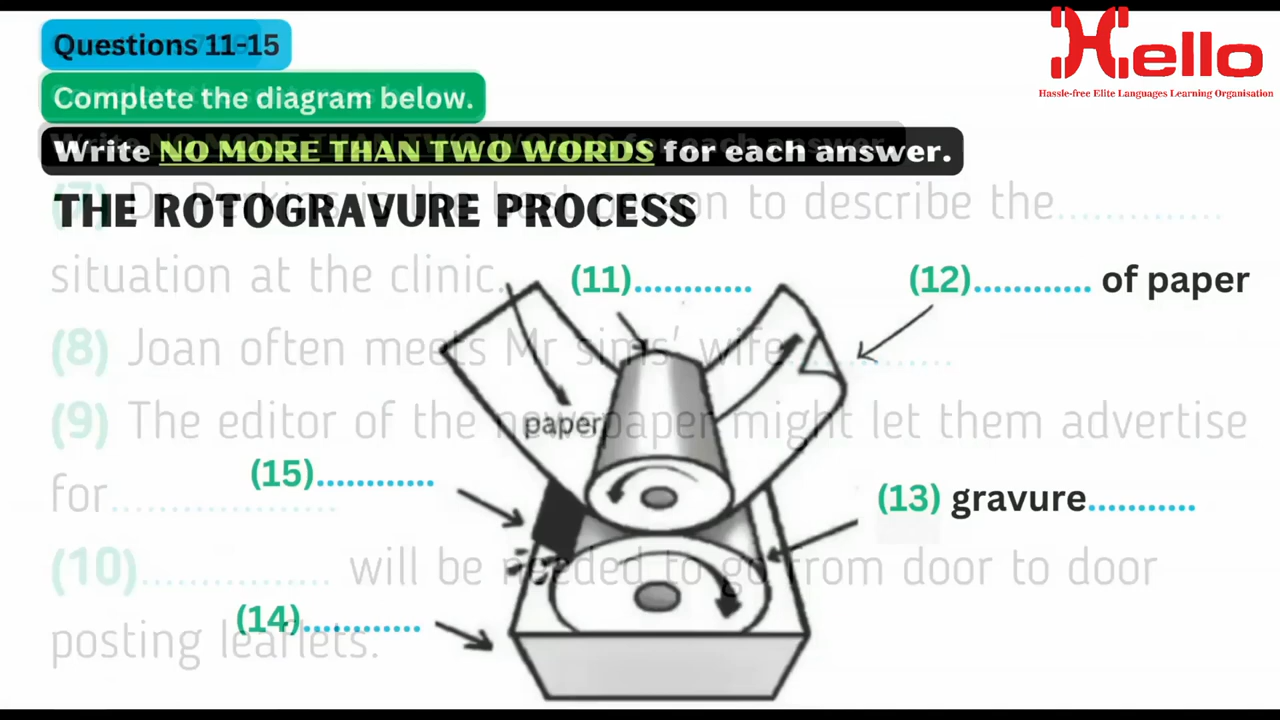 Questions 11-15
Hello
Hassle-free Elite Languages Learning Organisation
Complete the diagram below.
Write NO MORE THAN TWO WORDS for each answer.
THE ROTOGRAVURE PROCESS
(7) Dr Perkins is the best person to describe the............
situation at the clinic.
(11)............
(12)............ of paper
(8) Joan often meets Mr sims' wife............
(9) The editor of the newspaper might let them advertise
for................
paper
(15)............
(13) gravure...........
(10)............. will be needed to go from door to door
posting leaflets.
(14)............